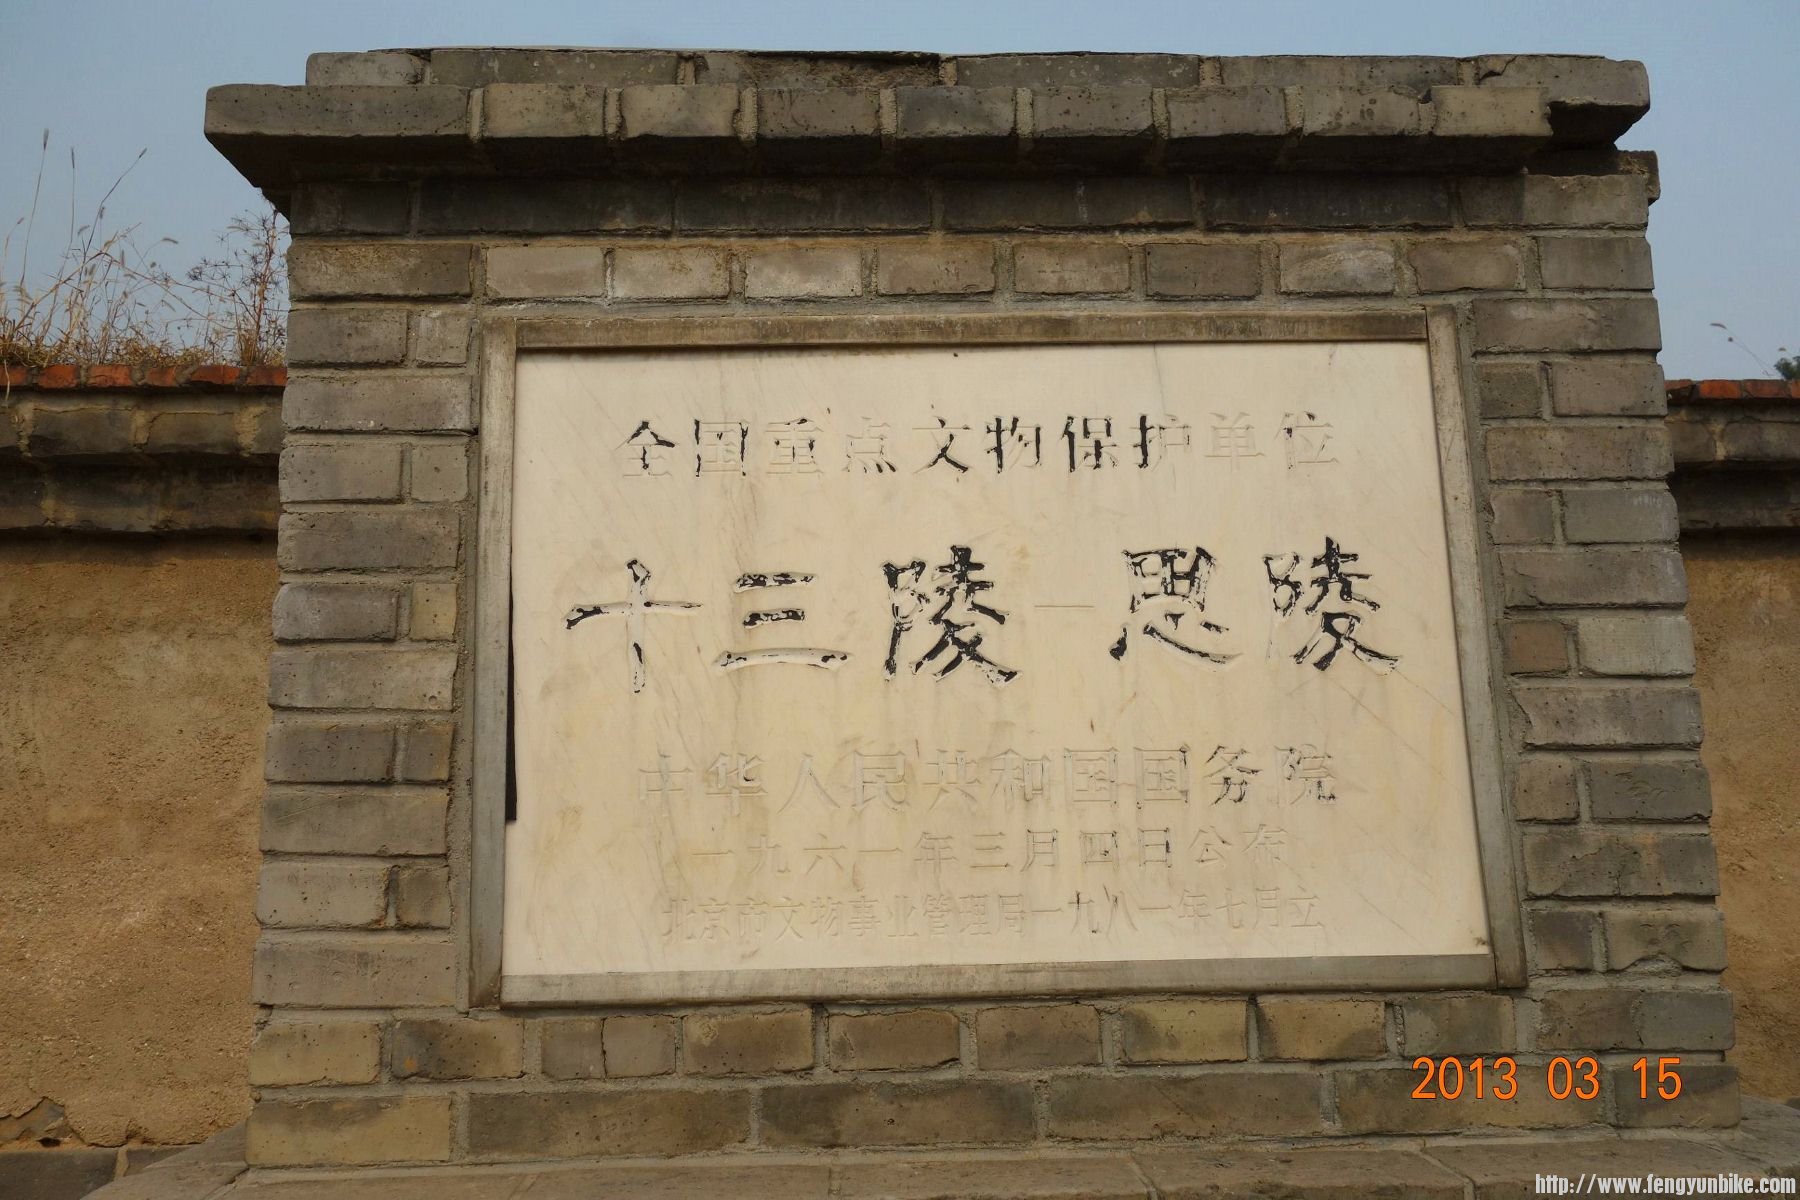 全国重点文物保护单位
十三陵—思陵
中华人民共和国国务院
一九六一年三月四日公布
北京市文物事业管理局一九八一年七月立
2013 03 15
http://www.fengyunbike.com